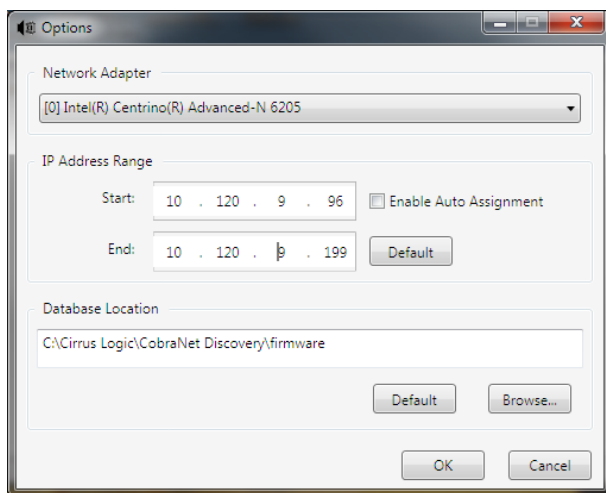 Options
Network Adapter
[0] Intel(R) Centrino(R) Advanced-N 6205
IP Address Range
Start: 10 . 120 . 9 . 96 Enable Auto Assignment
End: 10 . 120 . 9 . 199 Default
Database Location
C:\Cirrus Logic\CobraNet Discovery\firmware
Default Browse...
OK Cancel